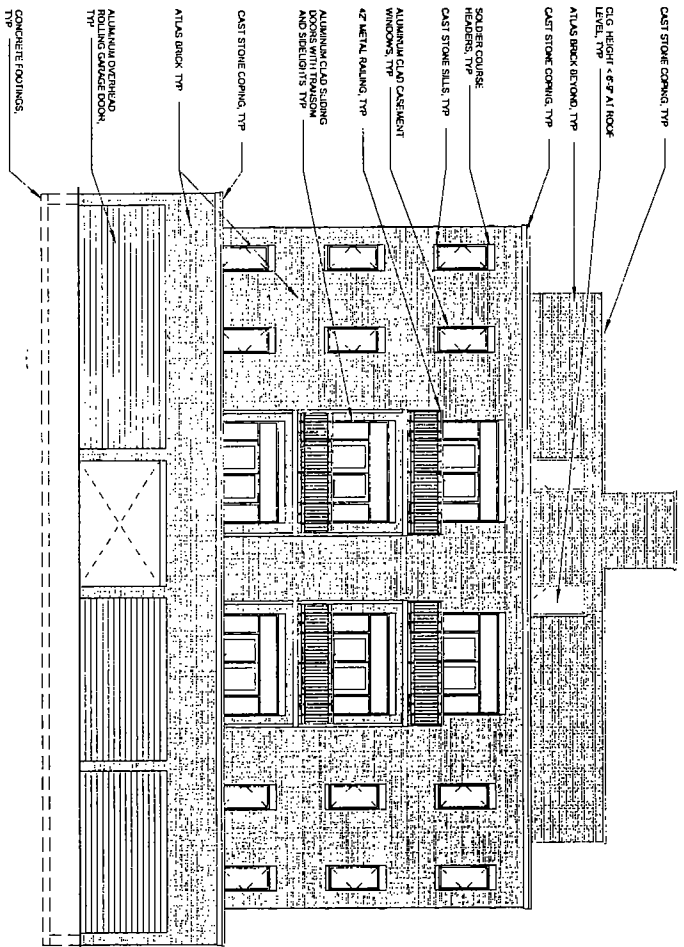 CAST STONE COPING, TYP
CLG HEIGHT < 6'-9" AT ROOF
LEVEL, TYP
ATLAS BRICK BEYOND, TYP
CAST STONE COPING, TYP
SOLDIER COURSE
HEADERS, TYP
CAST STONE SILLS, TYP
ALUMINUM CLAD CASEMENT
WINDOWS, TYP
42" METAL RAILING, TYP
ALUMINUM CLAD SLIDING
DOORS WITH TRANSOM
AND SIDELIGHTS TYP
CAST STONE COPING, TYP
ATLAS BRICK TYP
ALUMINUM OVERHEAD
ROLLING GARAGE DOOR,
TYP
CONCRETE FOOTINGS,
TYP